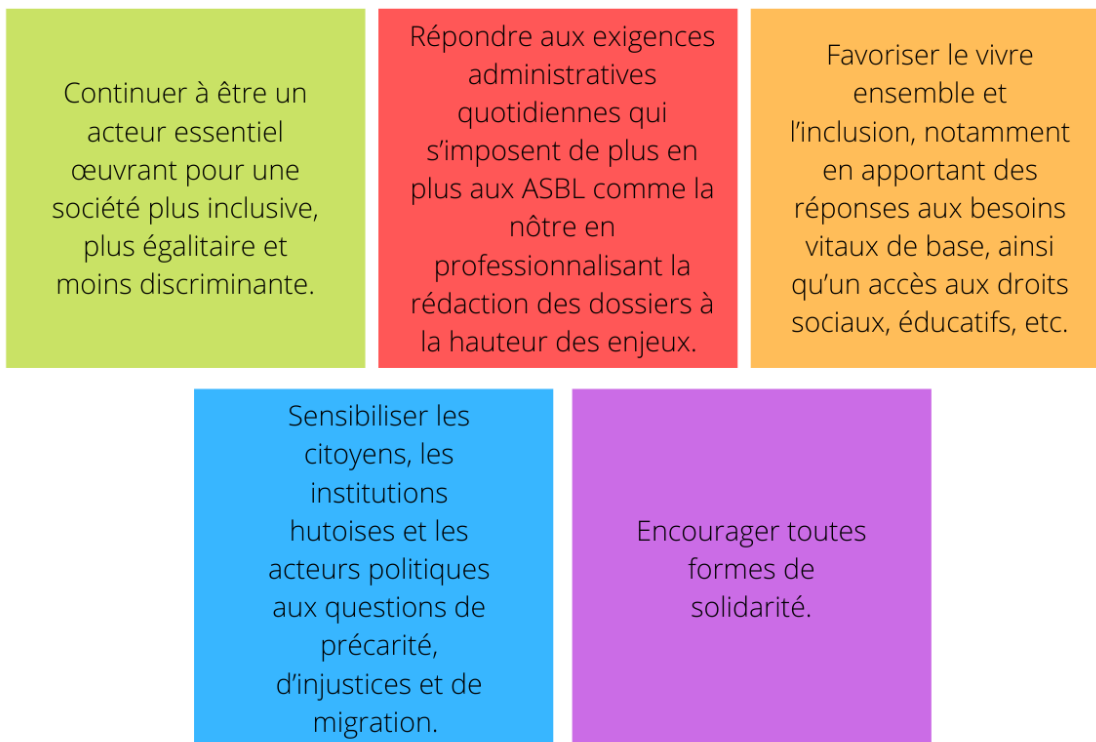 Continuer à être un
acteur essentiel
œuvrant pour une
société plus inclusive,
plus égalitaire et
moins discriminante.
Répondre aux exigences
administratives
quotidiennes qui
s’imposent de plus en
plus aux ASBL comme la
nôtre en
professionnalisant la
rédaction des dossiers à
la hauteur des enjeux.
Favoriser le vivre
ensemble et
l’inclusion, notamment
en apportant des
réponses aux besoins
vitaux de base, ainsi
qu’un accès aux droits
sociaux, éducatifs, etc.
Sensibiliser les
citoyens, les
institutions
hutoises et les
acteurs politiques
aux questions de
précarité,
d’injustices et de
migration.
Encourager toutes
formes de
solidarité.